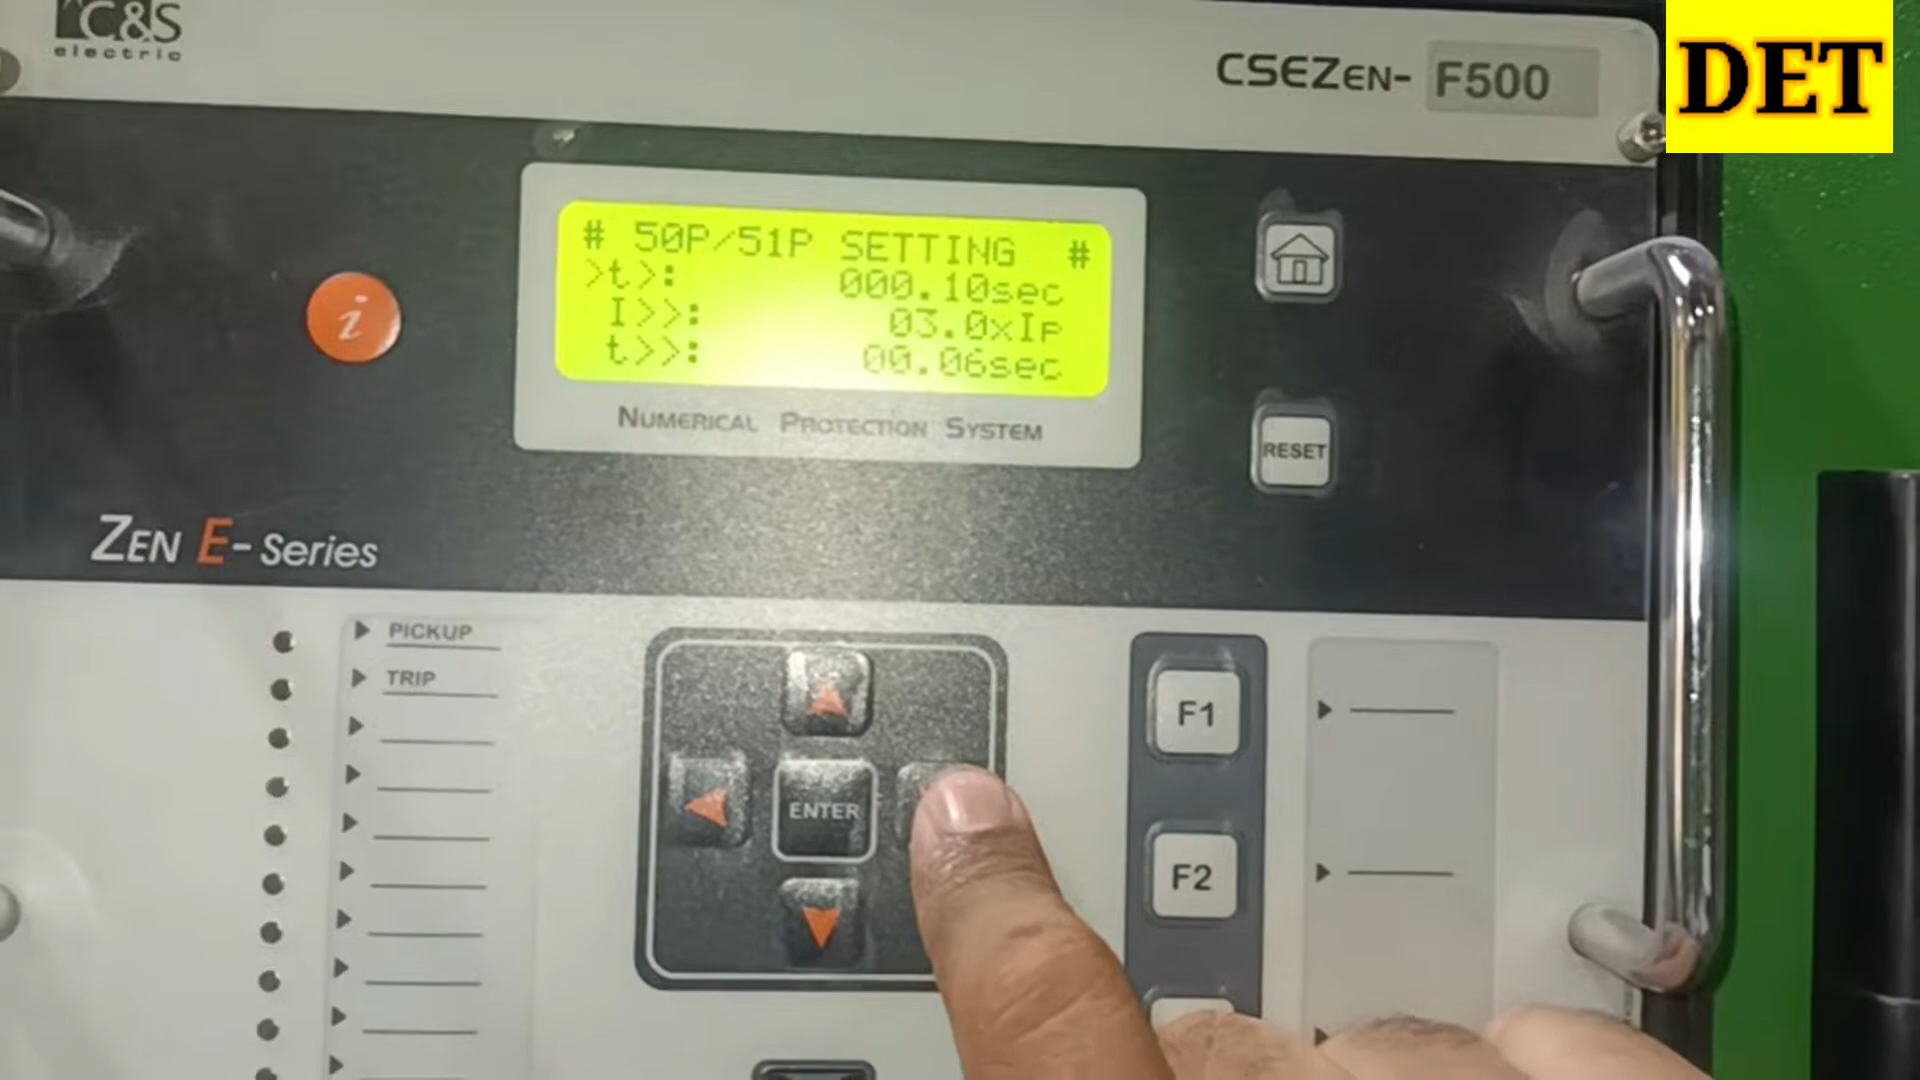 C&S
electric
CSEZEN- F500
DET
# 50P/51P SETTING #
>t>: 000.10sec
I>>: 03.0xIP
t>>: 00.06sec
NUMERICAL PROTECTION SYSTEM
i
RESET
ZEN E-Series
PICKUP
TRIP
ENTER
F1
F2